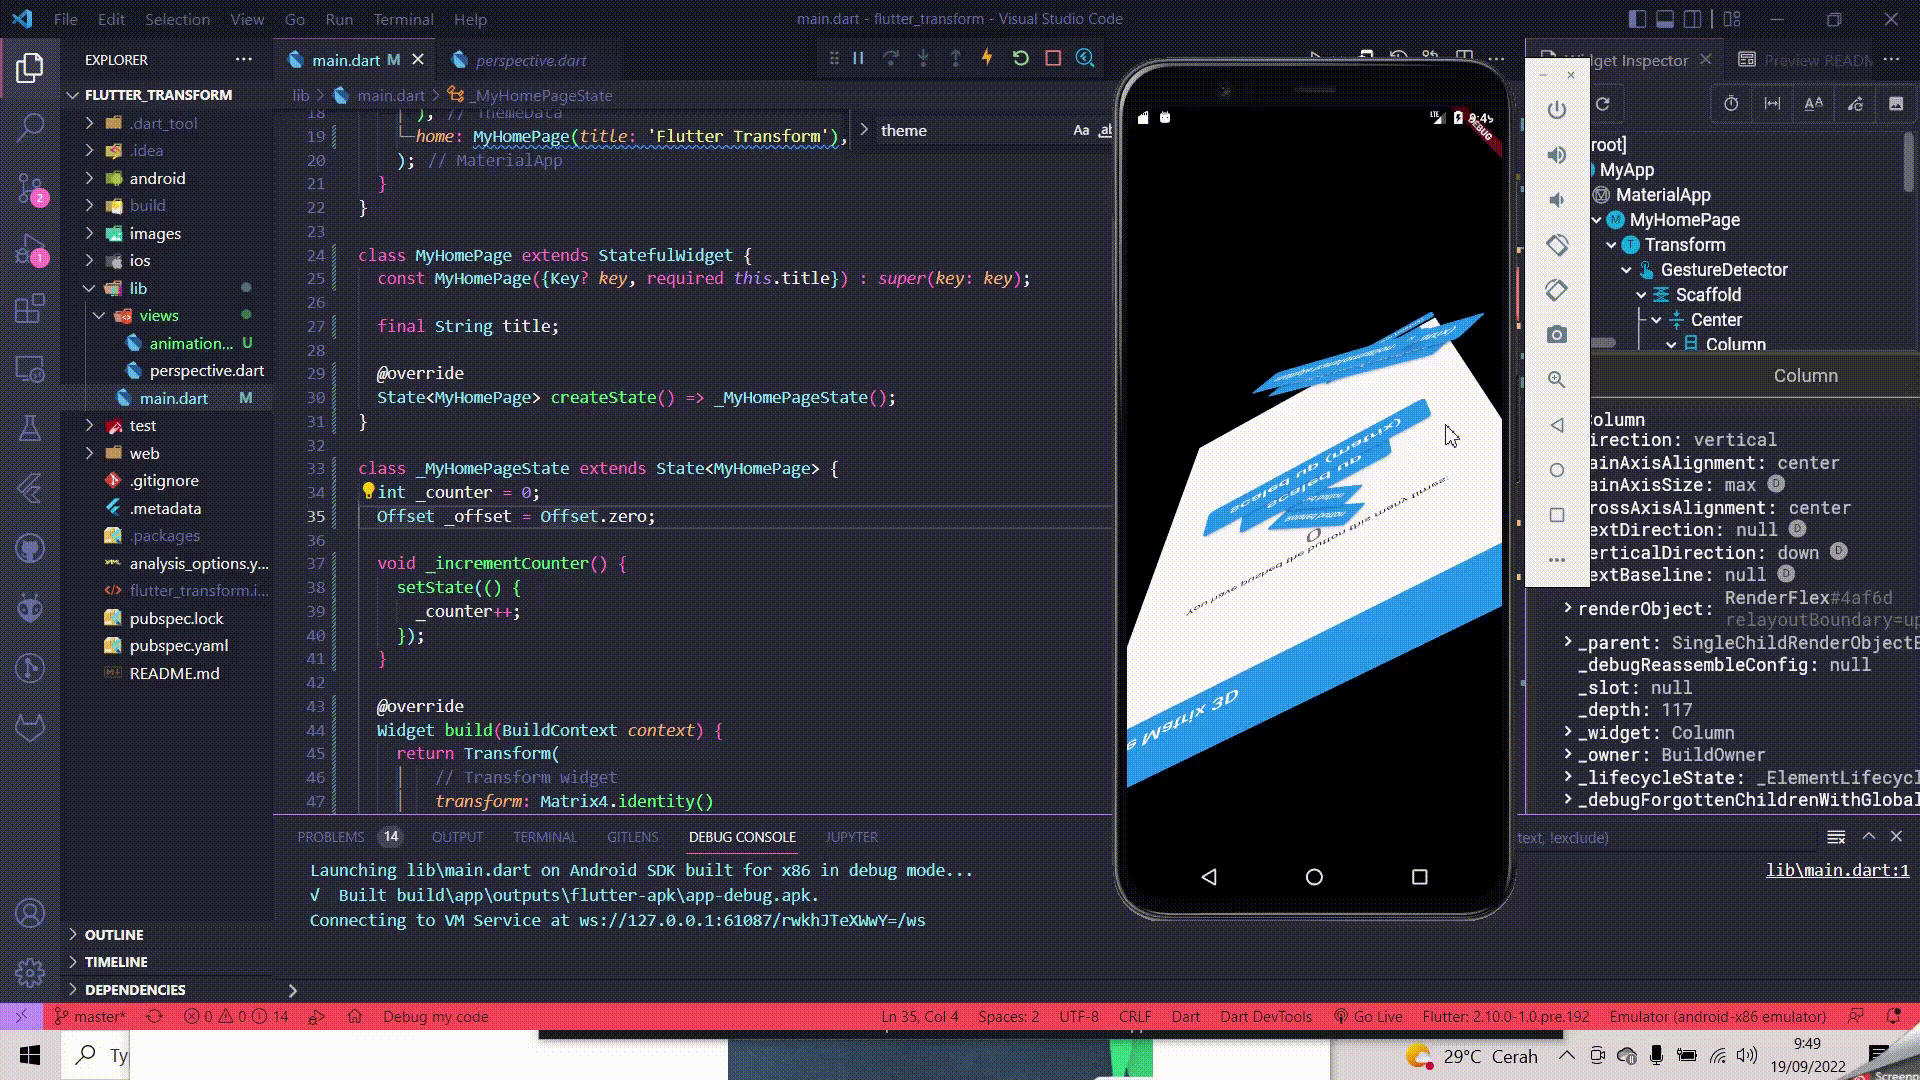 File Edit Selection View Go Run Terminal Help
main.dart - flutter_transform - Visual Studio Code
EXPLORER
FLUTTER_TRANSFORM
.dart_tool
.idea
android
build
images
ios
lib
views
animation... U
perspective.dart
main.dart M
test
web
.gitignore
.metadata
.packages
analysis_options.y...
flutter_transform.i...
pubspec.lock
pubspec.yaml
README.md
OUTLINE
TIMELINE
DEPENDENCIES
2
1
main.dart M
perspective.dart
lib > main.dart > _MyHomePageState
theme
Aa
18 ), // ThemeData
19 home: MyHomePage(title: 'Flutter Transform'),
20 ); // MaterialApp
21 }
22 }
23
24 class MyHomePage extends StatefulWidget {
25 const MyHomePage({Key? key, required this.title}) : super(key: key);
26
27 final String title;
28
29 @override
30 State<MyHomePage> createState() => _MyHomePageState();
31 }
32
33 class _MyHomePageState extends State<MyHomePage> {
34 int _counter = 0;
35 Offset _offset = Offset.zero;
36
37 void _incrementCounter() {
38 setState(() {
39 _counter++;
40 });
41 }
42
43 @override
44 Widget build(BuildContext context) {
45 return Transform(
46 // Transform widget
47 transform: Matrix4.identity()
PROBLEMS 14 OUTPUT TERMINAL GITLENS DEBUG CONSOLE JUPYTER
text, !exclude)
Launching lib\main.dart on Android SDK built for x86 in debug mode...
√ Built build\app\outputs\flutter-apk\app-debug.apk.
Connecting to VM Service at ws://127.0.0.1:61087/rwkhJTeXWwY=/ws
lib\main.dart:1
LTE
9:49
DEBUG
0
Matrix 3D
get Inspector
Preview READM
root]
MyApp
MaterialApp
MyHomePage
Transform
GestureDetector
Scaffold
Center
Column
Column
Column
irection: vertical
ainAxisAlignment: center
ainAxisSize: max D
rossAxisAlignment: center
extDirection: null D
erticalDirection: down D
extBaseline: null D
renderObject: RenderFlex#4af6d
relayoutBoundary=up
_parent: SingleChildRenderObjectE
_debugReassembleConfig: null
_slot: null
_depth: 117
_widget: Column
_owner: BuildOwner
_lifecycleState: _ElementLifecycl
_debugForgottenChildrenWithGlobal
master* 0 0 14 Debug my code
Ln 35, Col 4 Spaces: 2 UTF-8 CRLF Dart Dart DevTools Go Live Flutter: 2.10.0-1.0.pre.192 Emulator (android-x86 emulator)
Ty
29°C Cerah
9:49
19/09/2022